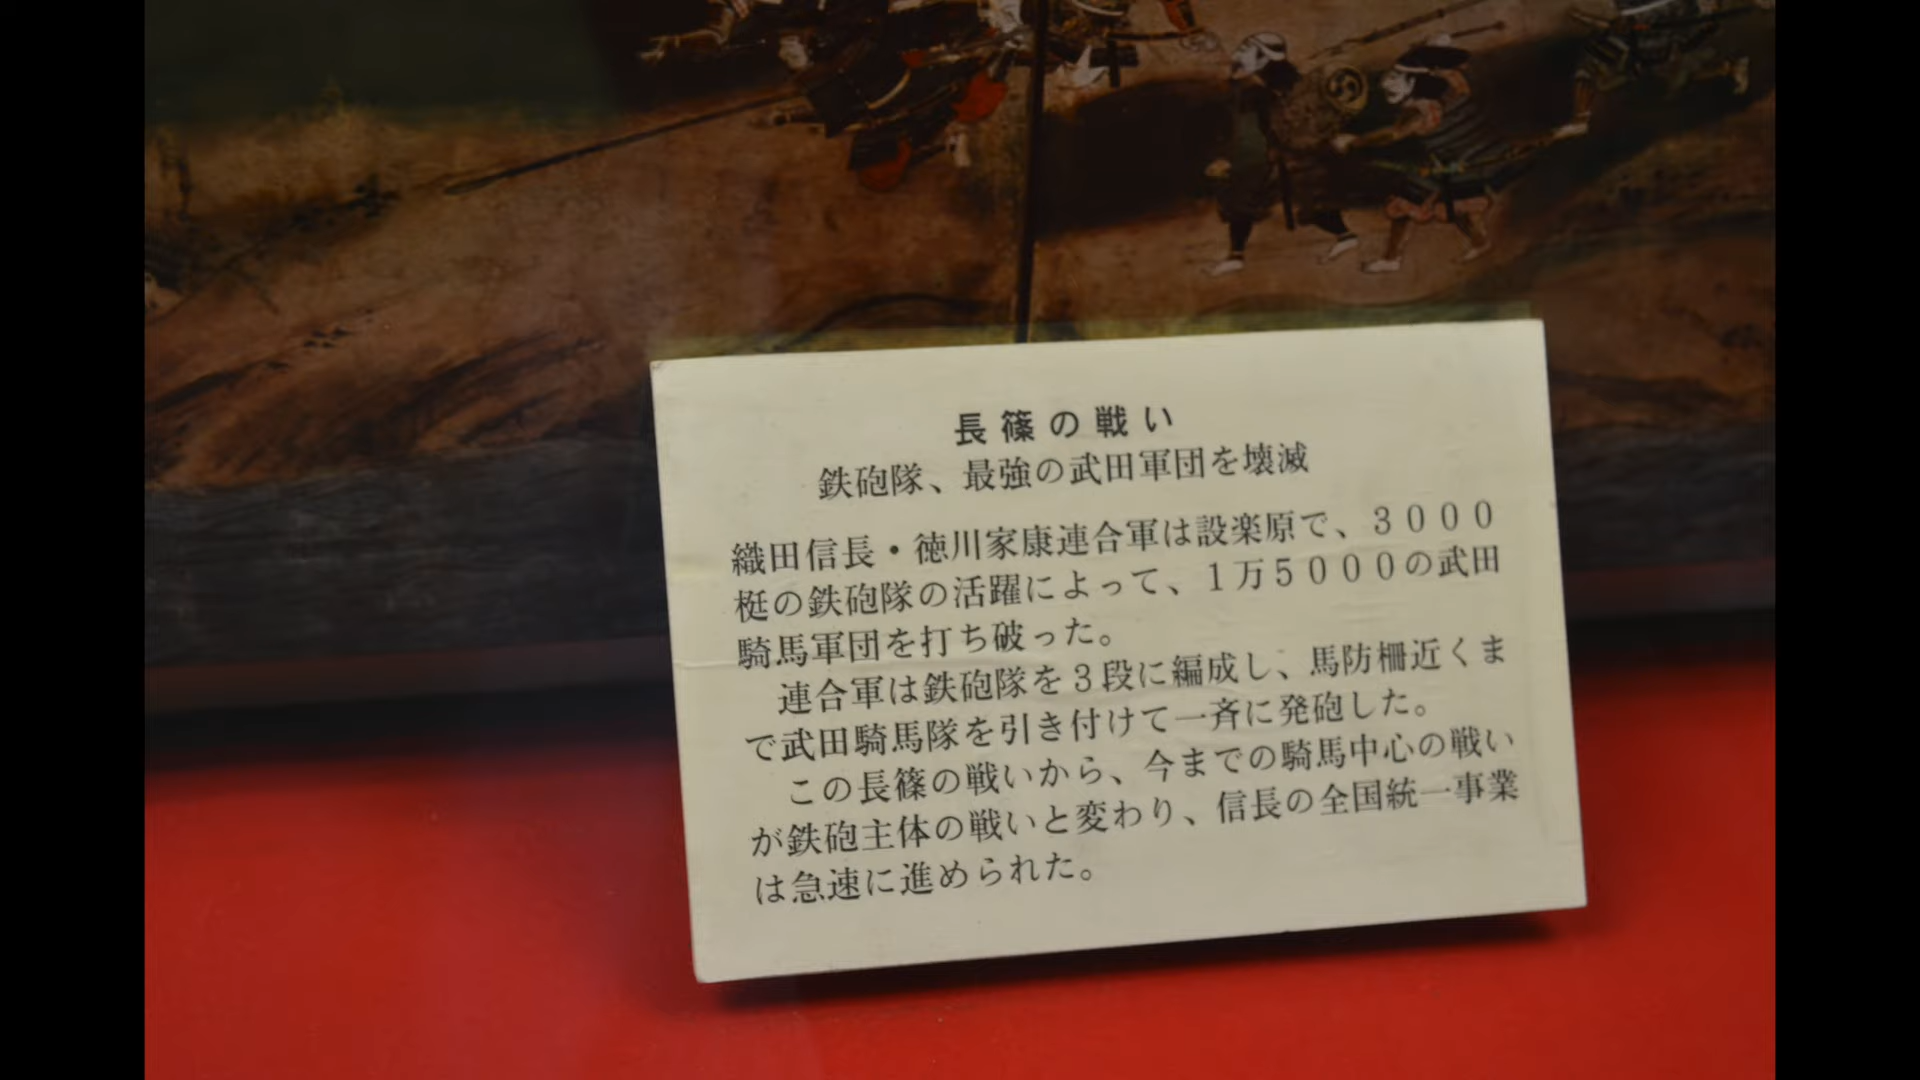 長篠の戦い
鉄砲隊、最強の武田軍団を壊滅
織田信長・徳川家康連合軍は設楽原で、３０００
梃の鉄砲隊の活躍によって、１万５０００の武田
騎馬軍団を打ち破った。
連合軍は鉄砲隊を３段に編成し、馬防柵近くま
で武田騎馬隊を引き付けて一斉に発砲した。
この長篠の戦いから、今までの騎馬中心の戦い
が鉄砲主体の戦いと変わり、信長の全国統一事業
は急速に進められた。